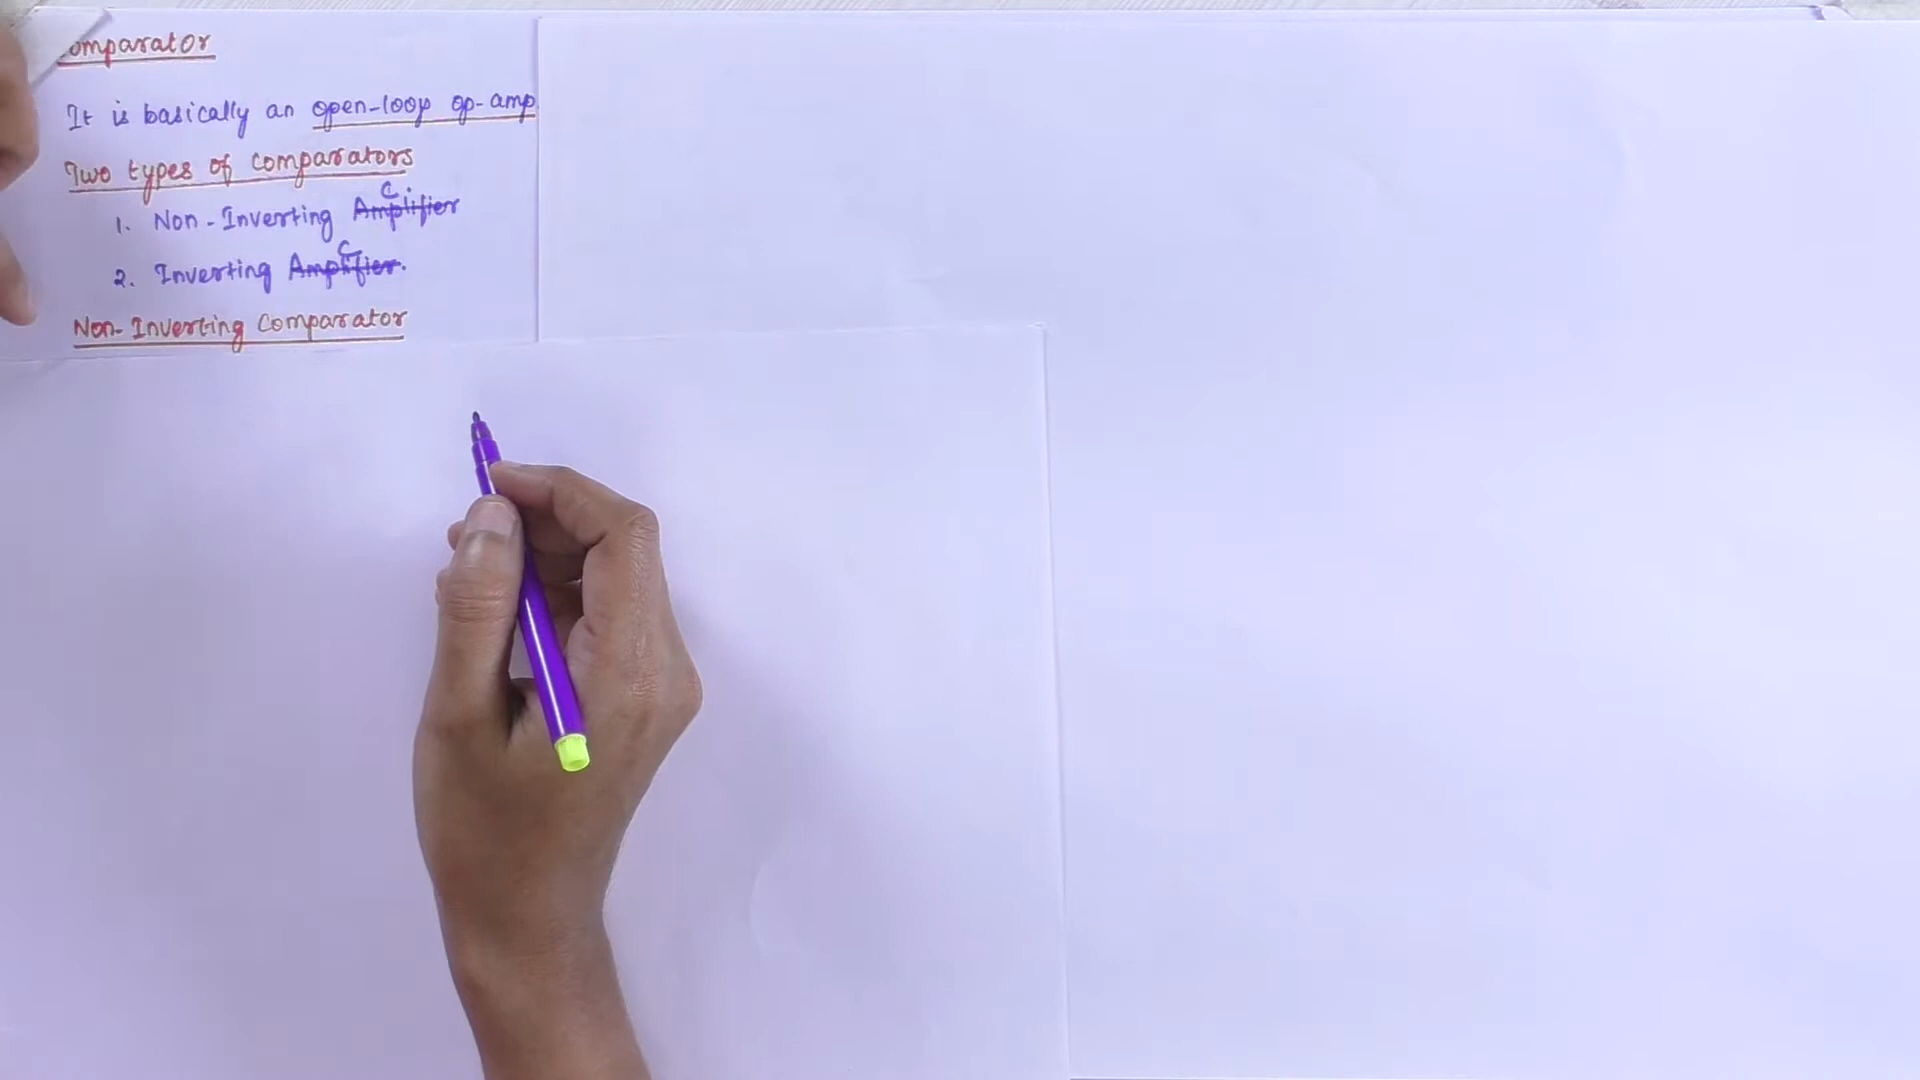 omparator
It is basically an open-loop op-amp
Two types of comparators
1. Non-Inverting Amplifier C.
2. Inverting Amplifier. C
Non-Inverting Comparator